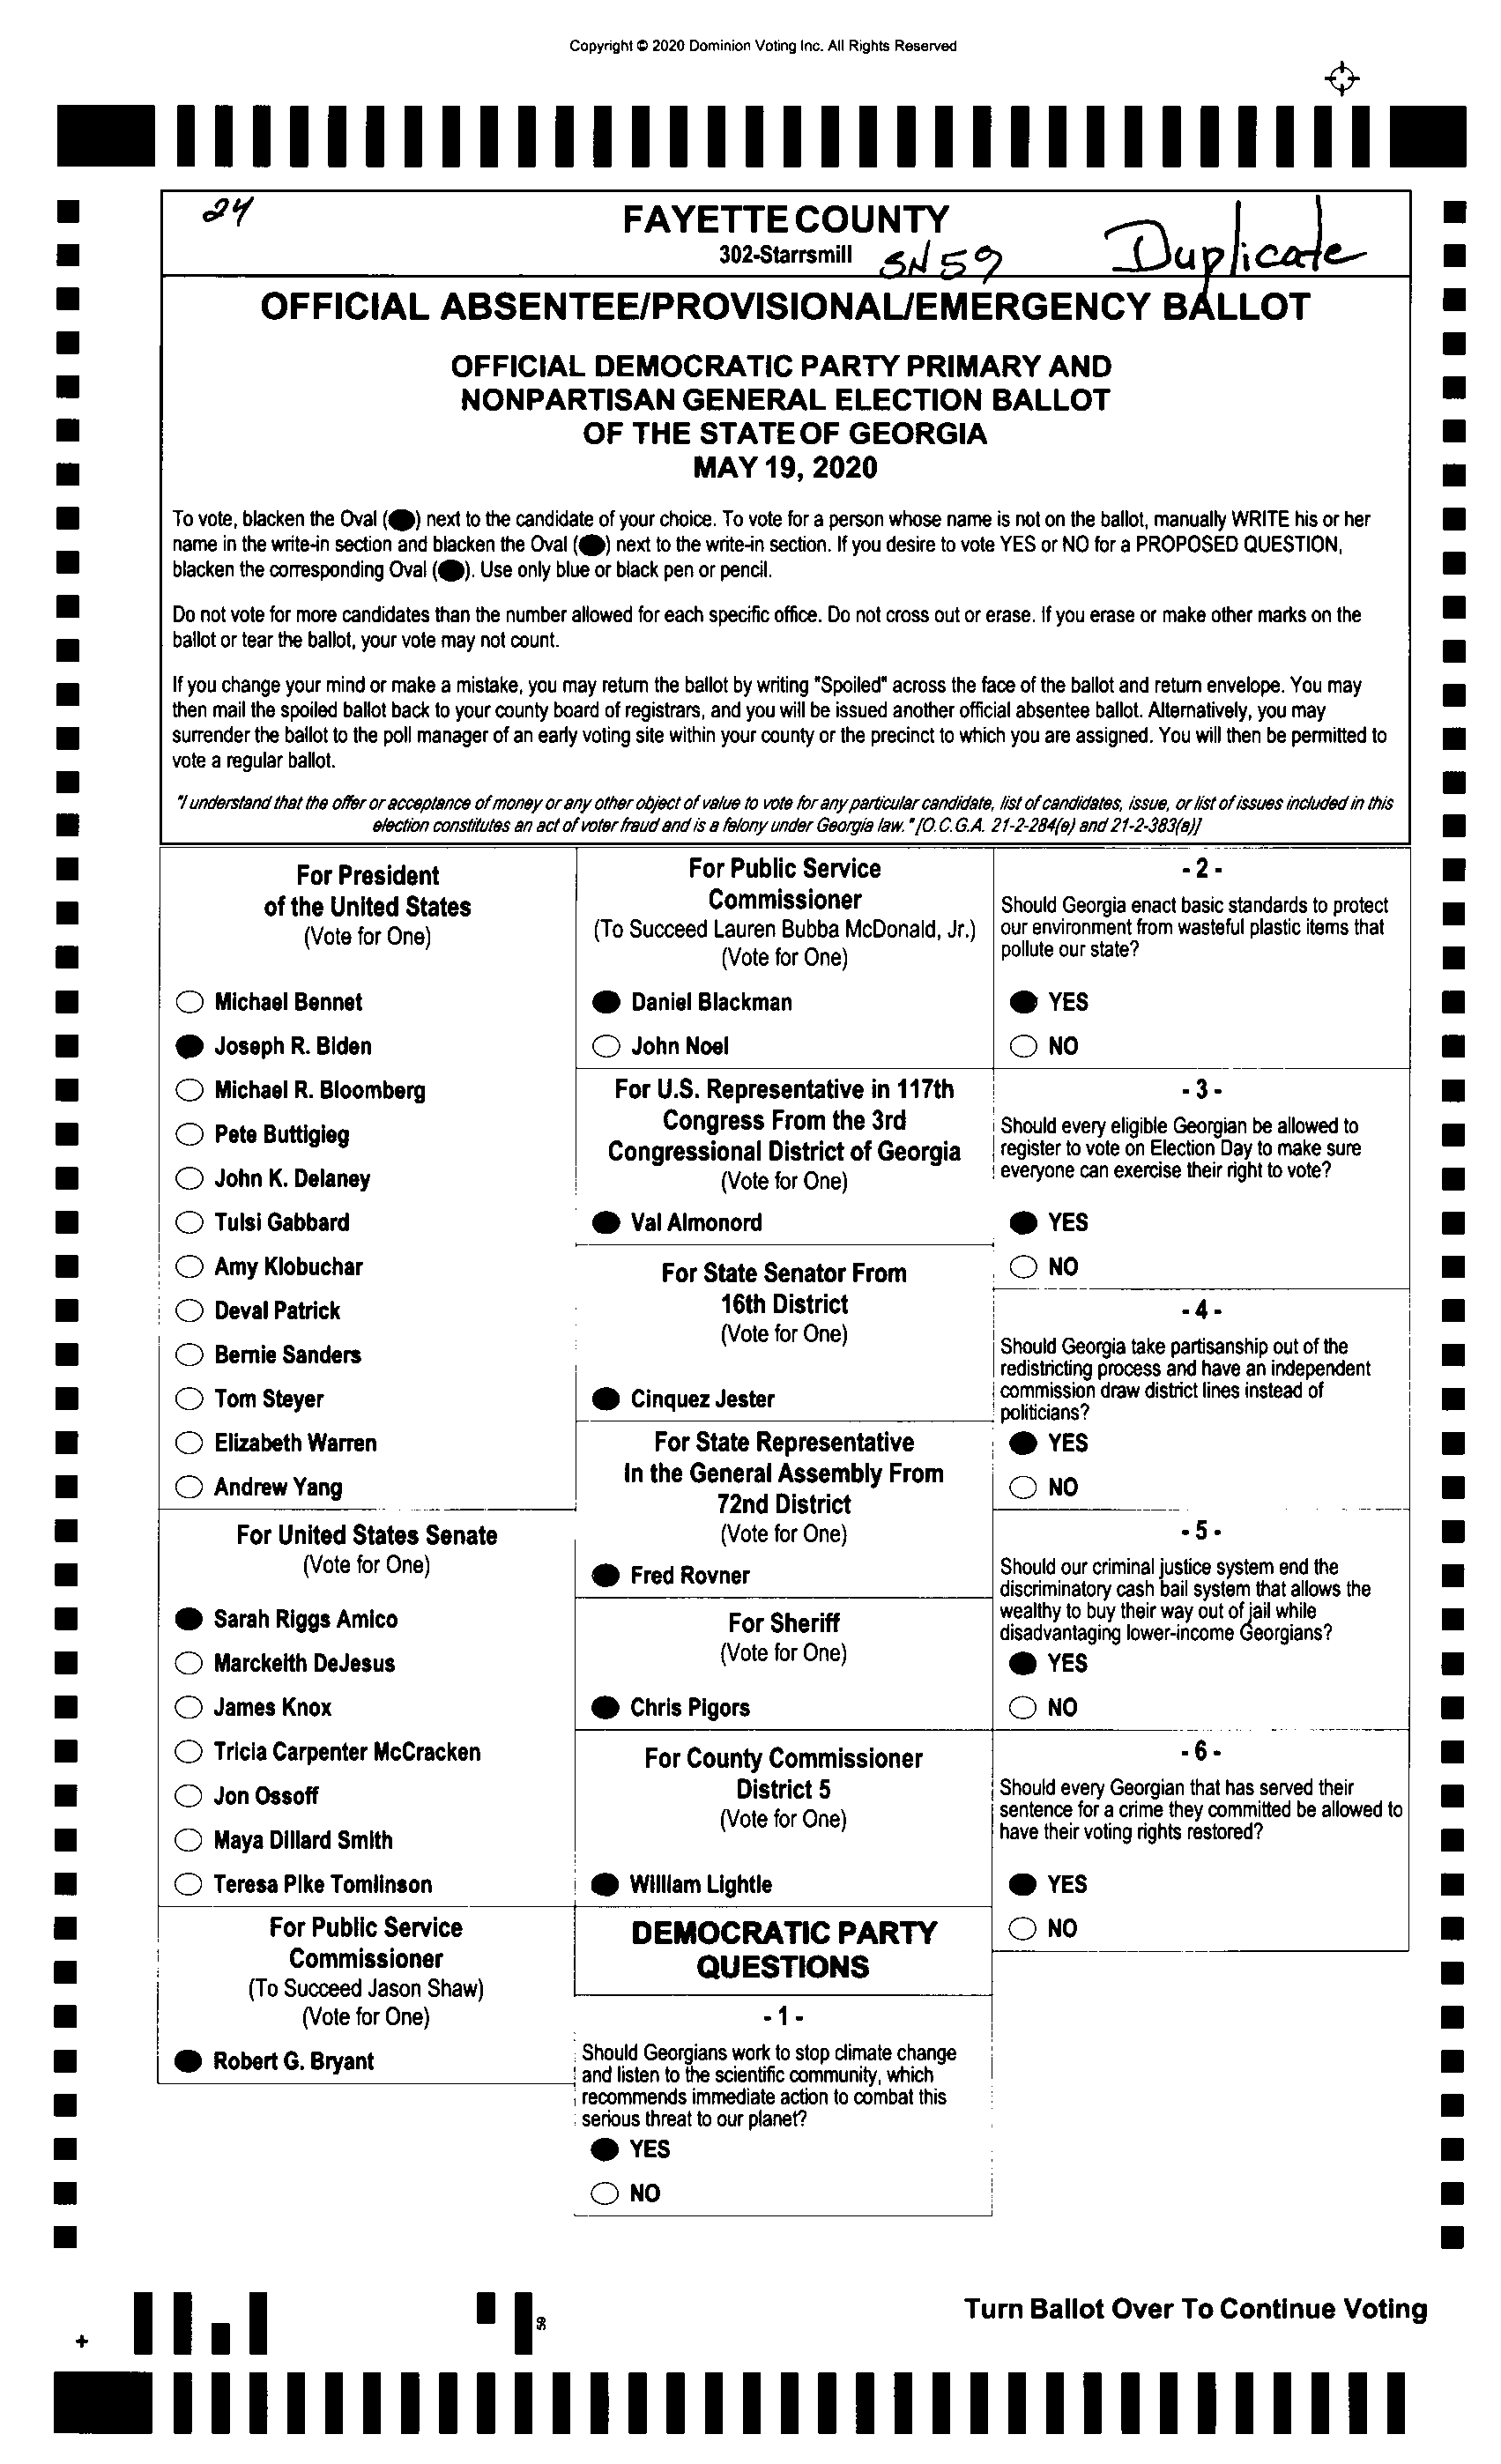 Copyright © 2020 Dominion Voting Inc. All Rights Reserved
24
FAYETTE COUNTY
302-Starrsmill
SN59
Duplicate
OFFICIAL ABSENTEE/PROVISIONAL/EMERGENCY BALLOT
OFFICIAL DEMOCRATIC PARTY PRIMARY AND
NONPARTISAN GENERAL ELECTION BALLOT
OF THE STATE OF GEORGIA
MAY 19, 2020
To vote, blacken the Oval ( ) next to the candidate of your choice. To vote for a person whose name is not on the ballot, manually WRITE his or her
name in the write-in section and blacken the Oval ( ) next to the write-in section. If you desire to vote YES or NO for a PROPOSED QUESTION,
blacken the corresponding Oval ( ). Use only blue or black pen or pencil.
Do not vote for more candidates than the number allowed for each specific office. Do not cross out or erase. If you erase or make other marks on the
ballot or tear the ballot, your vote may not count.
If you change your mind or make a mistake, you may return the ballot by writing "Spoiled" across the face of the ballot and return envelope. You may
then mail the spoiled ballot back to your county board of registrars, and you will be issued another official absentee ballot. Alternatively, you may
surrender the ballot to the poll manager of an early voting site within your county or the precinct to which you are assigned. You will then be permitted to
vote a regular ballot.
"I understand that the offer or acceptance of money or any other object of value to vote for any particular candidate, list of candidates, issue, or list of issues included in this
election constitutes an act of voter fraud and is a felony under Georgia law." [O.C.G.A. 21-2-284(e) and 21-2-383(a)]
For President
of the United States
(Vote for One)
Michael Bennet
Joseph R. Biden
Michael R. Bloomberg
Pete Buttigieg
John K. Delaney
Tulsi Gabbard
Amy Klobuchar
Deval Patrick
Bernie Sanders
Tom Steyer
Elizabeth Warren
Andrew Yang
For United States Senate
(Vote for One)
Sarah Riggs Amico
Marckeith DeJesus
James Knox
Tricia Carpenter McCracken
Jon Ossoff
Maya Dillard Smith
Teresa Pike Tomlinson
For Public Service
Commissioner
(To Succeed Jason Shaw)
(Vote for One)
Robert G. Bryant
For Public Service
Commissioner
(To Succeed Lauren Bubba McDonald, Jr.)
(Vote for One)
Daniel Blackman
John Noel
For U.S. Representative in 117th
Congress From the 3rd
Congressional District of Georgia
(Vote for One)
Val Almonord
For State Senator From
16th District
(Vote for One)
Cinquez Jester
For State Representative
In the General Assembly From
72nd District
(Vote for One)
Fred Rovner
For Sheriff
(Vote for One)
Chris Pigors
For County Commissioner
District 5
(Vote for One)
William Lightle
DEMOCRATIC PARTY
QUESTIONS
- 1 -
Should Georgians work to stop climate change
and listen to the scientific community, which
recommends immediate action to combat this
serious threat to our planet?
YES
NO
- 2 -
Should Georgia enact basic standards to protect
our environment from wasteful plastic items that
pollute our state?
YES
NO
- 3 -
Should every eligible Georgian be allowed to
register to vote on Election Day to make sure
everyone can exercise their right to vote?
YES
NO
- 4 -
Should Georgia take partisanship out of the
redistricting process and have an independent
commission draw district lines instead of
politicians?
YES
NO
- 5 -
Should our criminal justice system end the
discriminatory cash bail system that allows the
wealthy to buy their way out of jail while
disadvantaging lower-income Georgians?
YES
NO
- 6 -
Should every Georgian that has served their
sentence for a crime they committed be allowed to
have their voting rights restored?
YES
NO
Turn Ballot Over To Continue Voting
59